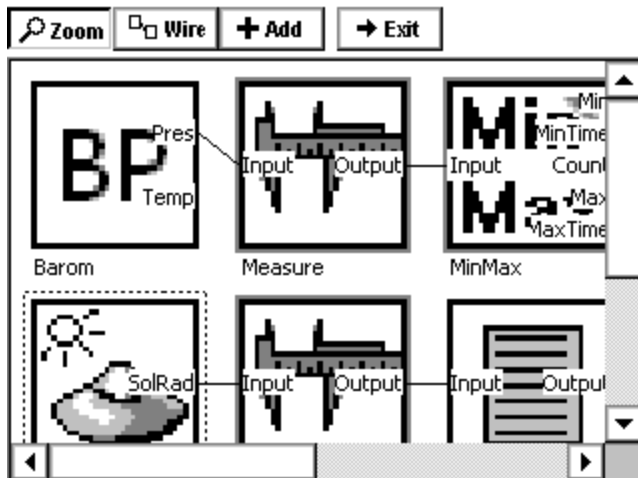 Zoom Wire Add Exit
BP Pres Temp
Input Output
Input Min MinTime Count Max MaxTime
Barom Measure MinMax
SolRad Input Output Input Output